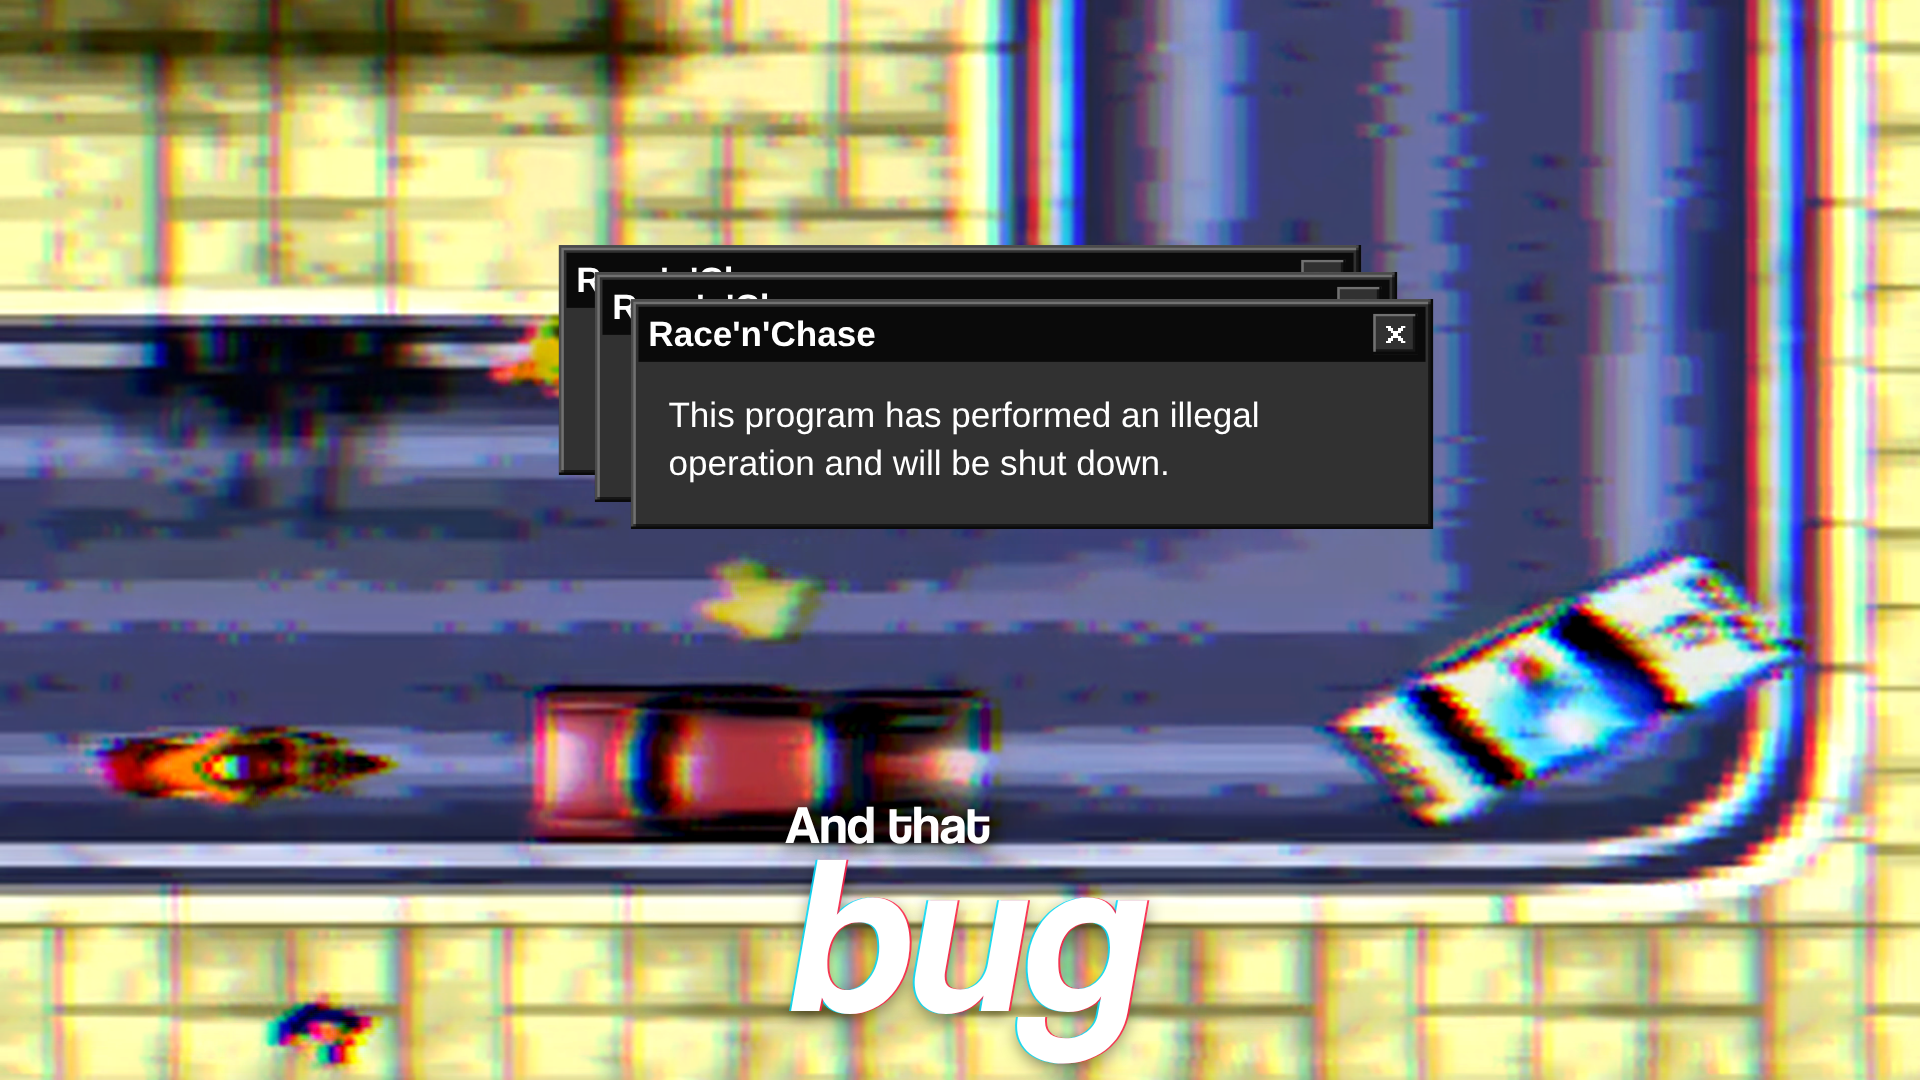 Race'n'Chase
This program has performed an illegal
operation and will be shut down.
And that
bug